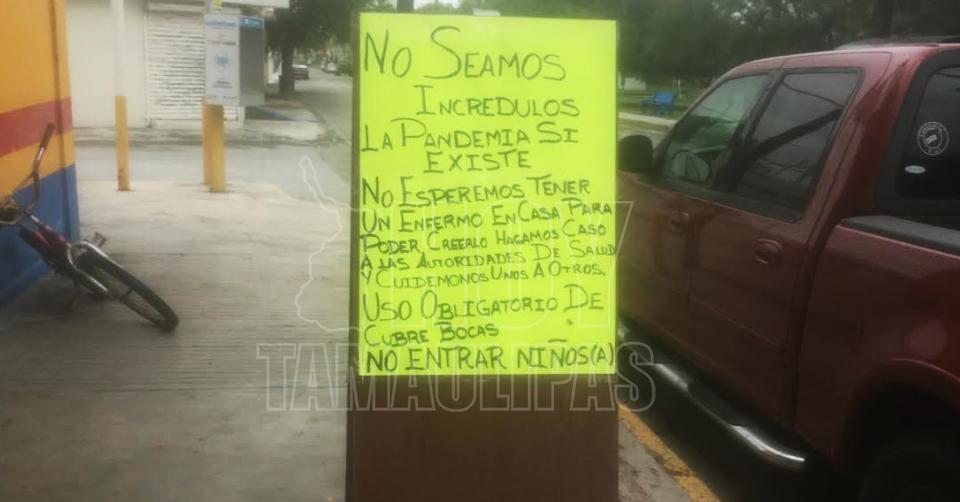 No Seamos
Incredulos
La Pandemia Si
Existe
No Esperemos Tener
Un Enfermo En Casa Para
Poder Creerlo Hagamos Caso
A las Autoridades De Salud
Y Cuidemonos Unos A Otros.
Uso Obligatorio De
Cubre Bocas
NO ENTRAR NIÑOS(A)
HOY
TAMAULIPAS